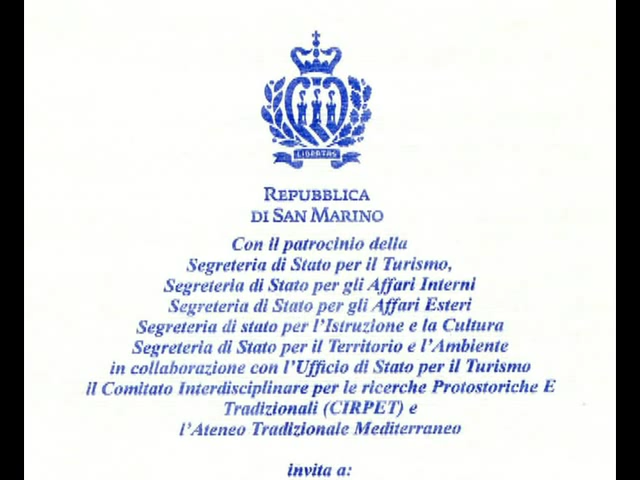 LIBERTAS
REPUBBLICA
DI SAN MARINO
Con il patrocinio della
Segreteria di Stato per il Turismo,
Segreteria di Stato per gli Affari Interni
Segreteria di Stato per gli Affari Esteri
Segreteria di stato per l'Istruzione e la Cultura
Segreteria di Stato per il Territorio e l'Ambiente
in collaborazione con l'Ufficio di Stato per il Turismo
il Comitato Interdisciplinare per le ricerche Protostoriche E
Tradizionali (CIRPET) e
l'Ateneo Tradizionale Mediterraneo
invita a: